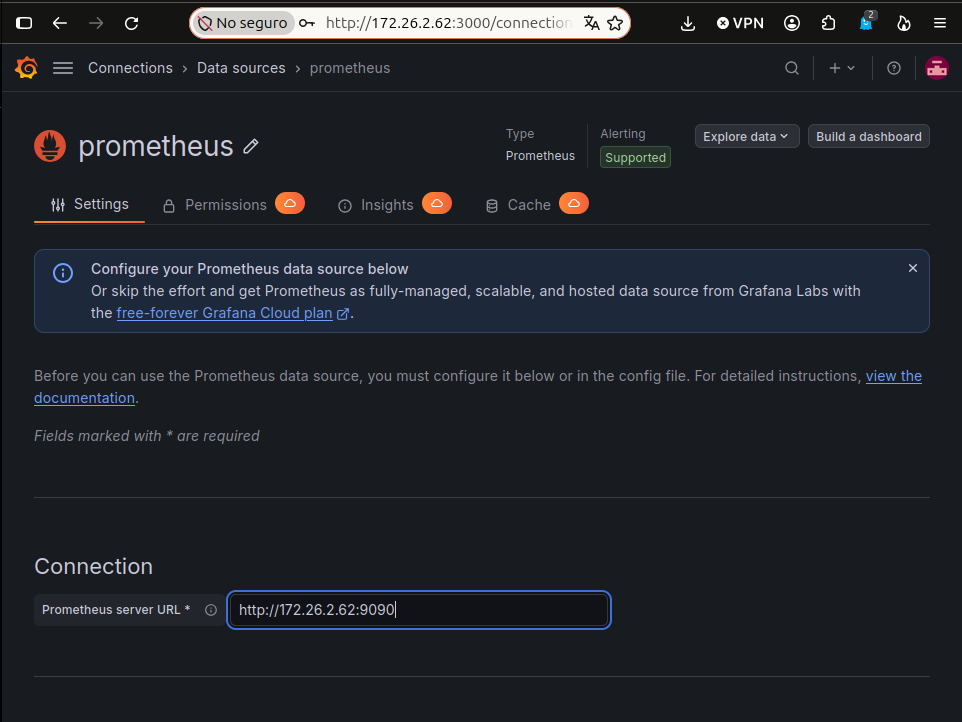 No seguro
http://172.26.2.62:3000/connection
VPN
2
Connections › Data sources › prometheus
prometheus
Type
Prometheus
Alerting
Supported
Explore data
Build a dashboard
Settings
Permissions
Insights
Cache
Configure your Prometheus data source below
Or skip the effort and get Prometheus as fully-managed, scalable, and hosted data source from Grafana Labs with
the free-forever Grafana Cloud plan.
Before you can use the Prometheus data source, you must configure it below or in the config file. For detailed instructions, view the
documentation.
Fields marked with * are required
Connection
Prometheus server URL *
http://172.26.2.62:9090